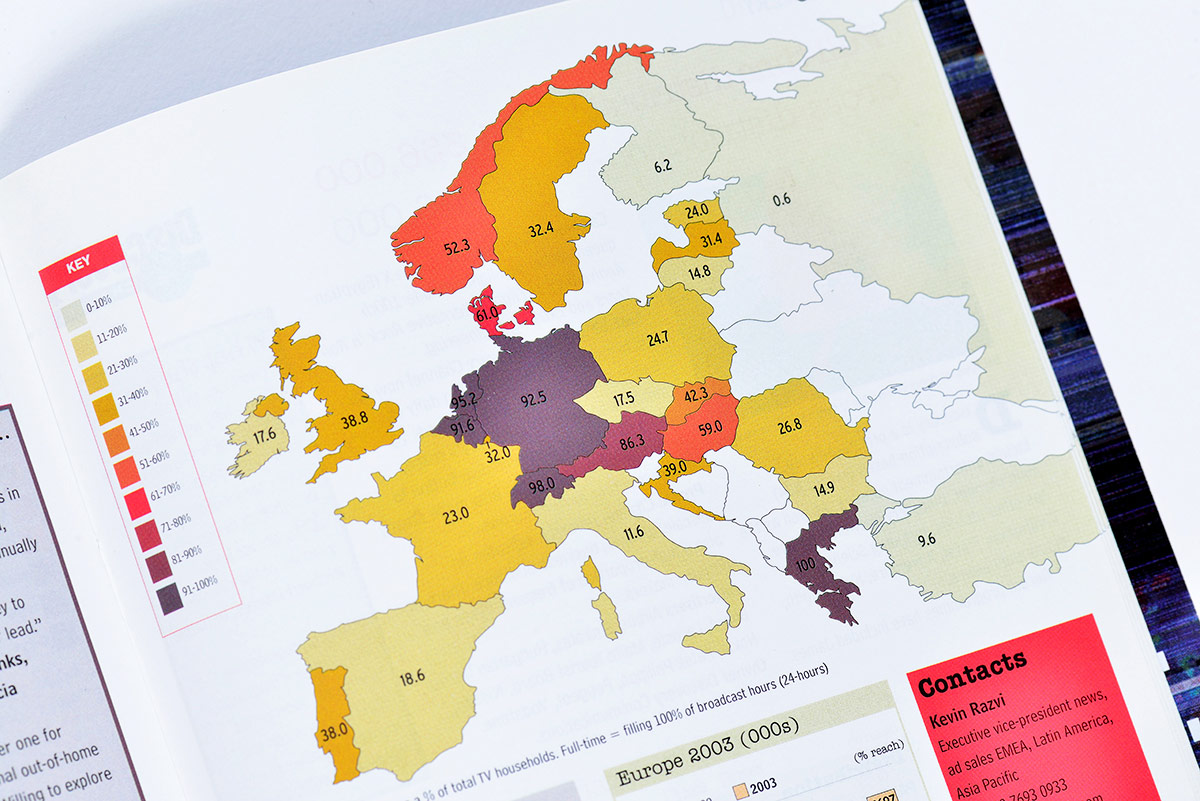 KEY
0-10%
11-20%
21-30%
31-40%
41-50%
51-60%
61-70%
71-80%
81-90%
91-100%
6.2
0.6
24.0
31.4
14.8
32.4
52.3
61.0
24.7
92.5
95.2
91.6
17.5
42.3
38.8
17.6
32.0
86.3
59.0
26.8
39.0
98.0
23.0
14.9
11.6
100
9.6
18.6
38.0
...
s in
nually
y to
lead.”
nks,
cia
er one for
nal out-of-home
willing to explore
% of total TV households. Full-time = filling 100% of broadcast hours (24-hours)
Europe 2003 (000s)
(% reach)
2003
Contacts
Kevin Razvi
Executive vice-president news,
ad sales EMEA, Latin America,
Asia Pacific
7693 0933